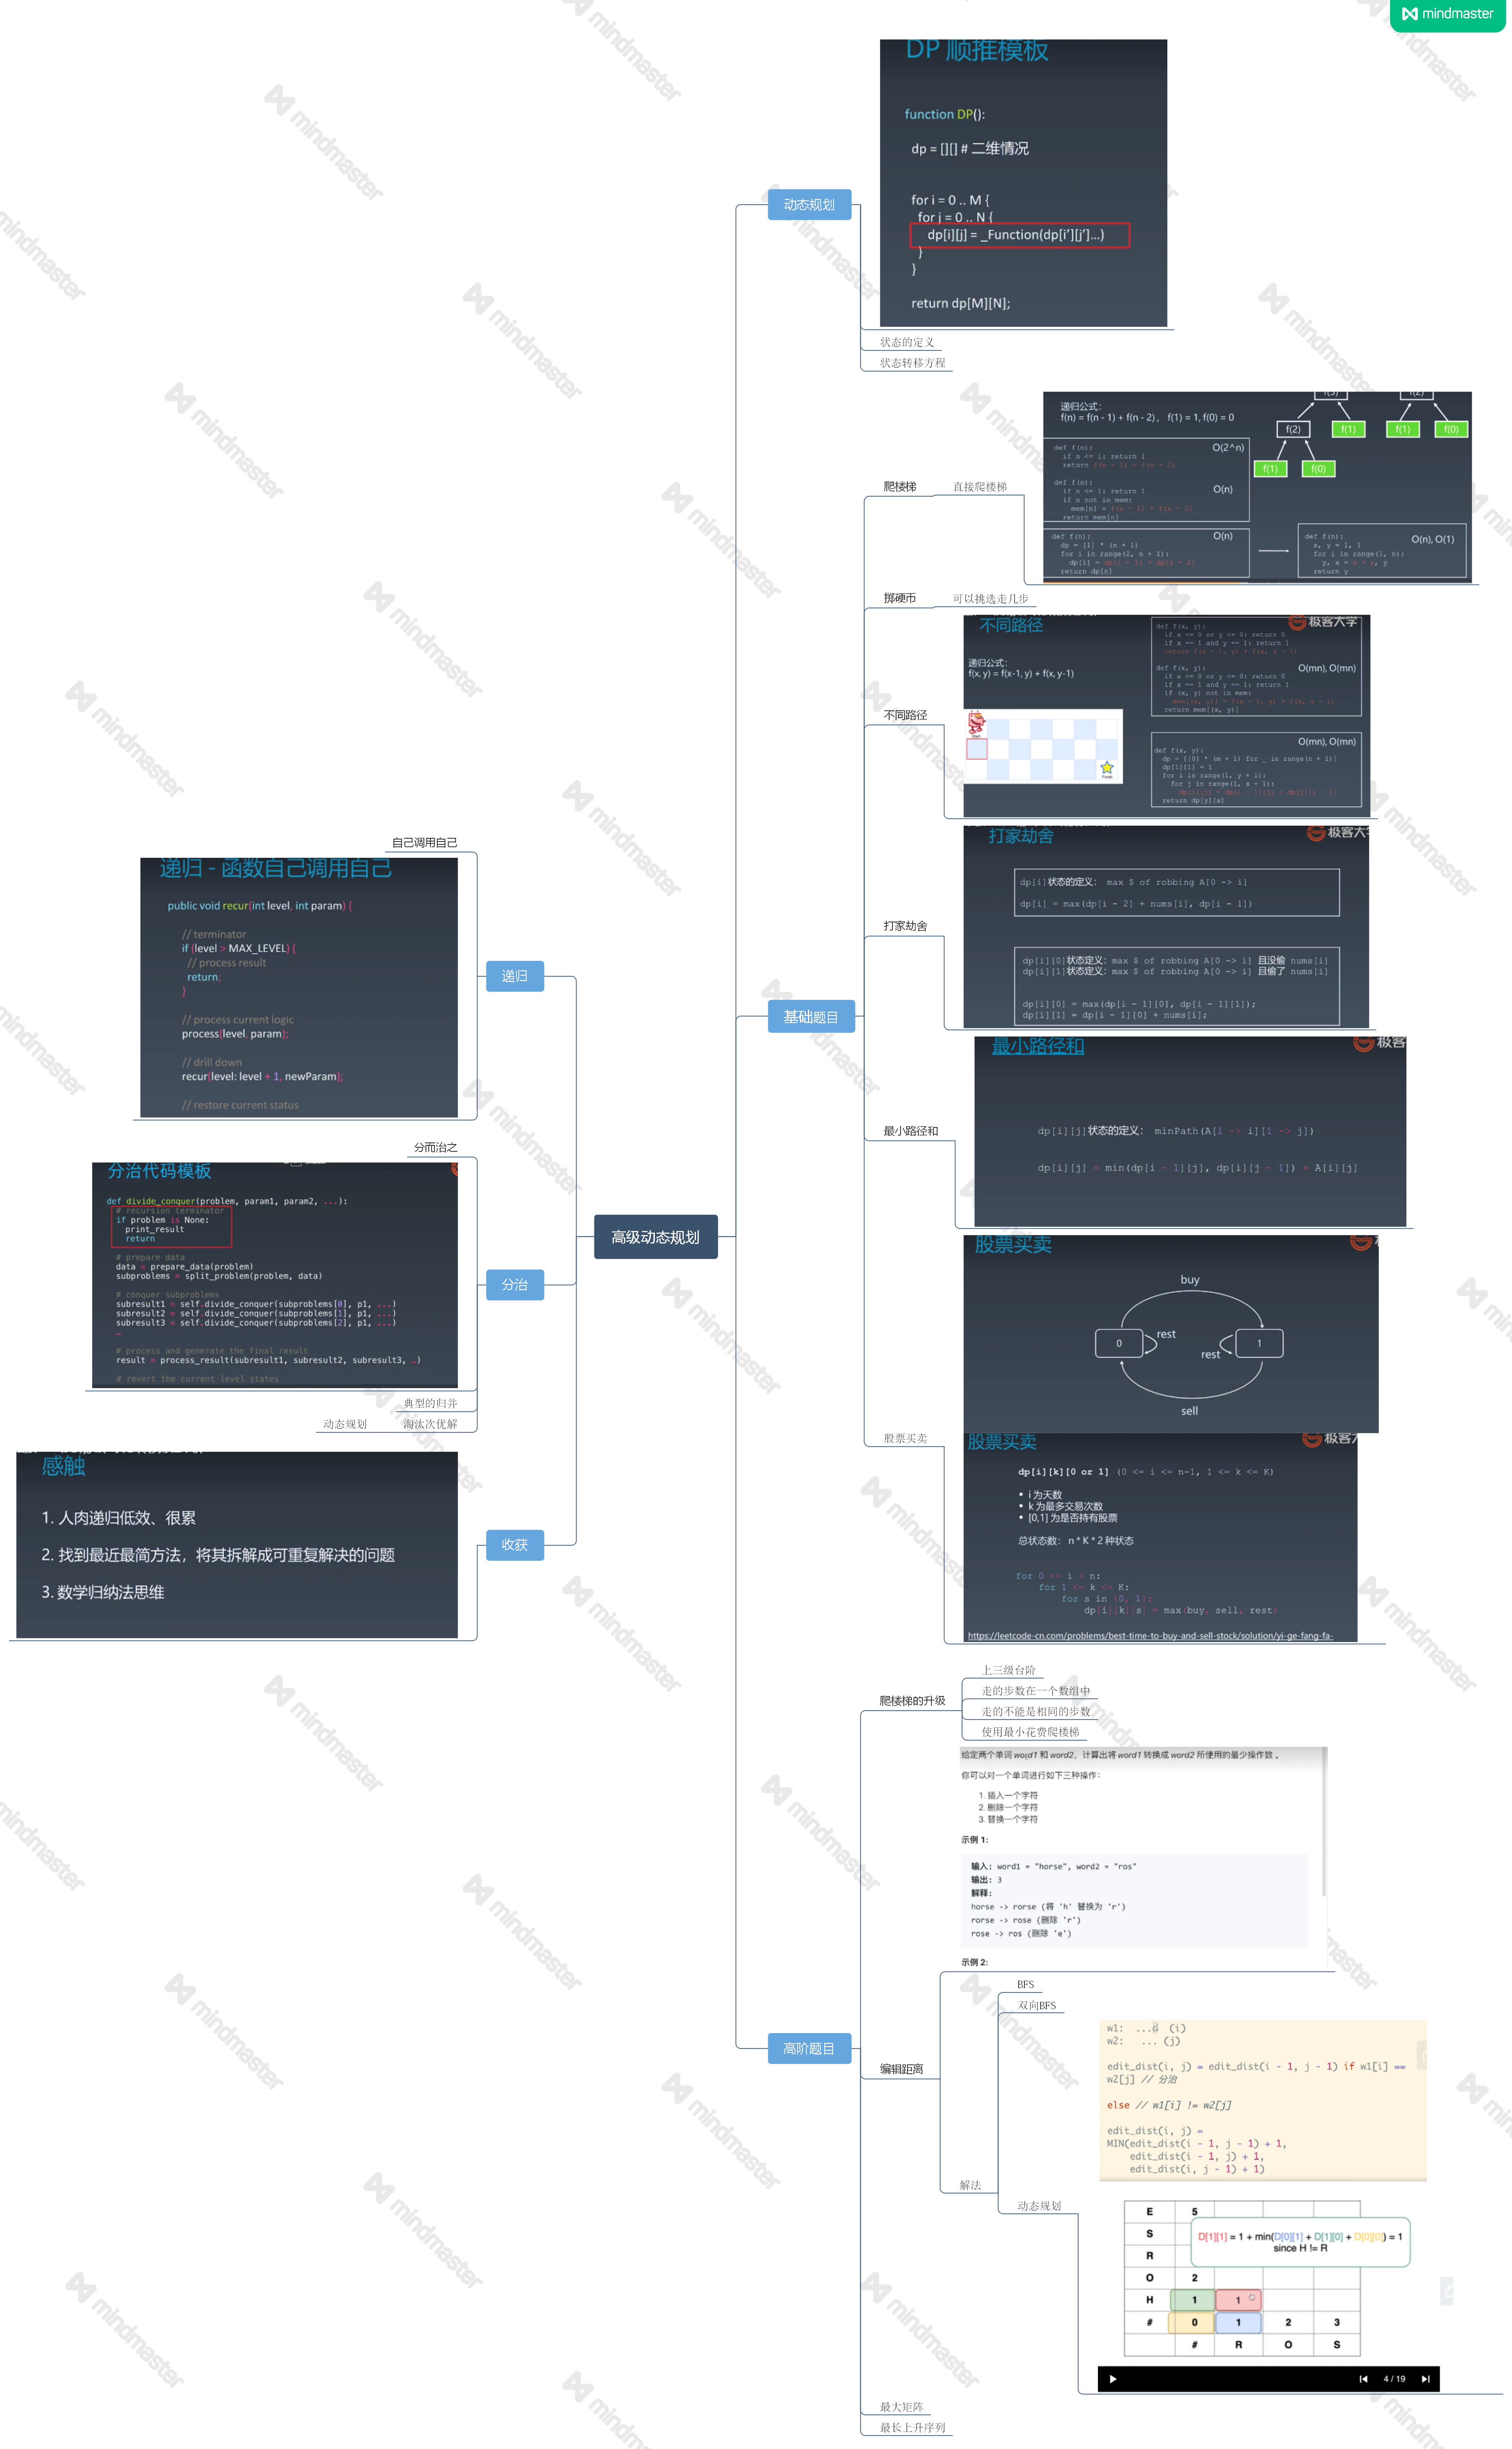 mindmaster
高级动态规划
递归
自己调用自己
递归 - 函数自己调用自己
public void recur(int level, int param) {
// terminator
if (level > MAX_LEVEL) {
// process result
return;
}
// process current logic
process(level, param);
// drill down
recur(level: level + 1, newParam);
// restore current status
分治
分而治之
分治代码模板
def divide_conquer(problem, param1, param2, ...):
# recursion terminator
if problem is None:
print_result
return
# prepare data
data = prepare_data(problem)
subproblems = split_problem(problem, data)
# conquer subproblems
subresult1 = self.divide_conquer(subproblems[0], p1, ...)
subresult2 = self.divide_conquer(subproblems[1], p1, ...)
subresult3 = self.divide_conquer(subproblems[2], p1, ...)
…
# process and generate the final result
result = process_result(subresult1, subresult2, subresult3, …)
# revert the current level states
典型的归并
动态规划 淘汰次优解
收获
感触
1. 人肉递归低效、很累
2. 找到最近最简方法，将其拆解成可重复解决的问题
3. 数学归纳法思维
动态规划
DP 顺推模板
function DP():
dp = [][] # 二维情况
for i = 0 .. M {
for j = 0 .. N {
dp[i][j] = _Function(dp[i’][j’]...)
}
}
return dp[M][N];
状态的定义
状态转移方程
基础题目
爬楼梯
直接爬楼梯
递归公式：
f(n) = f(n - 1) + f(n - 2)， f(1) = 1, f(0) = 0
f(2) f(1) f(1) f(0)
f(1) f(0)
def f(n): O(2^n)
if n <= 1: return 1
return f(n - 1) + f(n - 2)
def f(n):
if n <= 1: return 1 O(n)
if n not in mem:
mem[n] = f(n - 1) + f(n - 2)
return mem[n]
def f(n): O(n)
dp = [1] * (n + 1)
for i in range(2, n + 1):
dp[i] = dp[i - 1] + dp[i - 2]
return dp[n]
def f(n): O(n), O(1)
x, y = 1, 1
for i in range(1, n):
y, x = x + y, y
return y
掷硬币
可以挑选走几步
不同路径
不同路径
极客大学
递归公式：
f(x, y) = f(x-1, y) + f(x, y-1)
Start
Finish
def f(x, y):
if x <= 0 or y <= 0: return 0
if x == 1 and y == 1: return 1
return f(x - 1, y) + f(x, y - 1)
def f(x, y): O(mn), O(mn)
if x <= 0 or y <= 0: return 0
if x == 1 and y == 1: return 1
if (x, y) not in mem:
mem[(x, y)] = f(x - 1, y) + f(x, y - 1)
return mem[(x, y)]
O(mn), O(mn)
def f(x, y):
dp = [[0] * (m + 1) for _ in range(n + 1)]
dp[1][1] = 1
for i in range(1, y + 1):
for j in range(1, x + 1):
dp[i][j] = dp[i - 1][j] + dp[i][j - 1]
return dp[y][x]
打家劫舍
打家劫舍
极客大
dp[i]状态的定义： max $ of robbing A[0 -> i]
dp[i] = max(dp[i - 2] + nums[i], dp[i - 1])
dp[i][0]状态定义：max $ of robbing A[0 -> i] 且没偷 nums[i]
dp[i][1]状态定义：max $ of robbing A[0 -> i] 且偷了 nums[i]
dp[i][0] = max(dp[i - 1][0], dp[i - 1][1]);
dp[i][1] = dp[i - 1][0] + nums[i];
最小路径和
最小路径和
极客
dp[i][j]状态的定义： minPath(A[1 -> i][1 -> j])
dp[i][j] = min(dp[i - 1][j], dp[i][j - 1]) + A[i][j]
股票买卖
股票买卖
buy
0 rest
rest 1
sell
股票买卖
极客
dp[i][k][0 or 1] (0 <= i <= n-1, 1 <= k <= K)
• i 为天数
• k 为最多交易次数
• [0,1] 为是否持有股票
总状态数： n * K * 2 种状态
for 0 <= i < n:
for 1 <= k <= K:
for s in {0, 1}:
dp[i][k][s] = max(buy, sell, rest)
https://leetcode-cn.com/problems/best-time-to-buy-and-sell-stock/solution/yi-ge-fang-fa-
高阶题目
爬楼梯的升级
上三级台阶
走的步数在一个数组中
走的不能是相同的步数
使用最小花费爬楼梯
编辑距离
给定两个单词 word1 和 word2，计算出将 word1 转换成 word2 所使用的最少操作数 。
你可以对一个单词进行如下三种操作：
1. 插入一个字符
2. 删除一个字符
3. 替换一个字符
示例 1:
输入: word1 = "horse", word2 = "ros"
输出: 3
解释:
horse -> rorse (将 'h' 替换为 'r')
rorse -> rose (删除 'r')
rose -> ros (删除 'e')
示例 2:
解法
BFS
双向BFS
动态规划
w1: ...d (i)
w2: ... (j)
edit_dist(i, j) = edit_dist(i - 1, j - 1) if w1[i] ==
w2[j] // 分治
else // w1[i] != w2[j]
edit_dist(i, j) =
MIN(edit_dist(i - 1, j - 1) + 1,
edit_dist(i - 1, j) + 1,
edit_dist(i, j - 1) + 1)
E 5
S
D[1][1] = 1 + min(D[0][1] + D[1][0] + D[0][0]) = 1
since H != R
R
O 2
H 1 1
# 0 1 2 3
# R O S
4 / 19
最大矩阵
最长上升序列